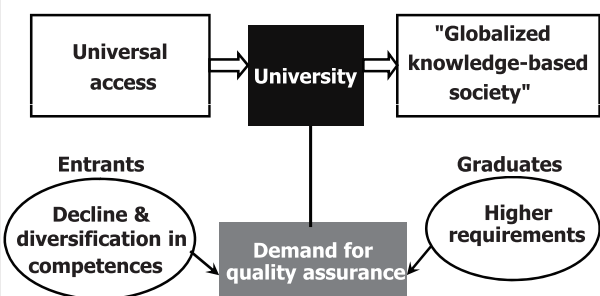 Universal
access
University
"Globalized
knowledge-based
society"
Entrants
Decline &
diversification in
competences
Demand for
quality assurance
Graduates
Higher
requirements